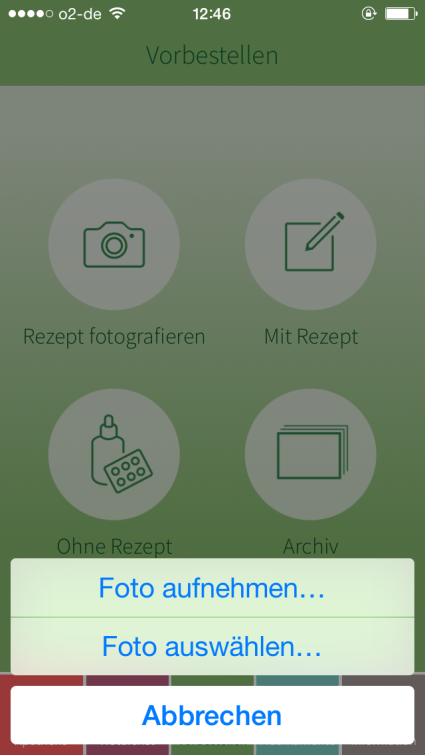 o2-de 12:46
Vorbestellen
Rezept fotografieren
Mit Rezept
Ohne Rezept
Archiv
Foto aufnehmen...
Foto auswählen...
Abbrechen